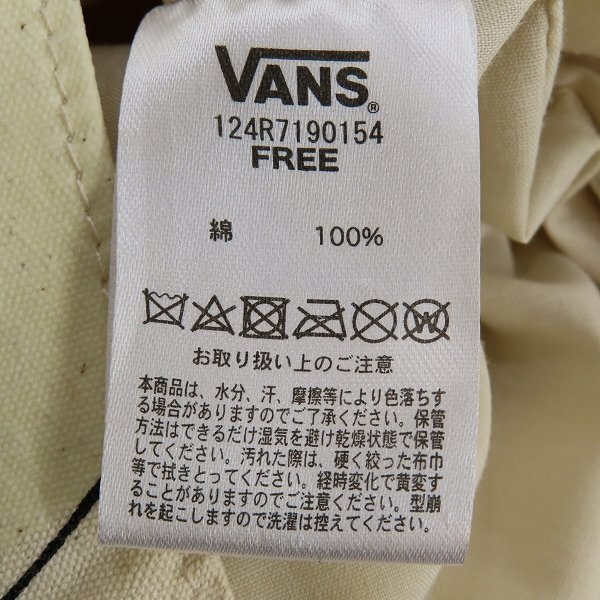 VANS®
124R7190154
FREE
綿 100%
W
お取り扱い上のご注意
本商品は、水分、汗、摩擦等により色落ちす
る場合がありますのでご了承ください。保管
方法はできるだけ湿気を避け乾燥状態で保管
してください。汚れた際は、硬く絞った布巾
等で拭きとってください。経時変化で黄変す
ることがありますのでご注意ください。型崩
れを起こしますので洗濯は控えてください。